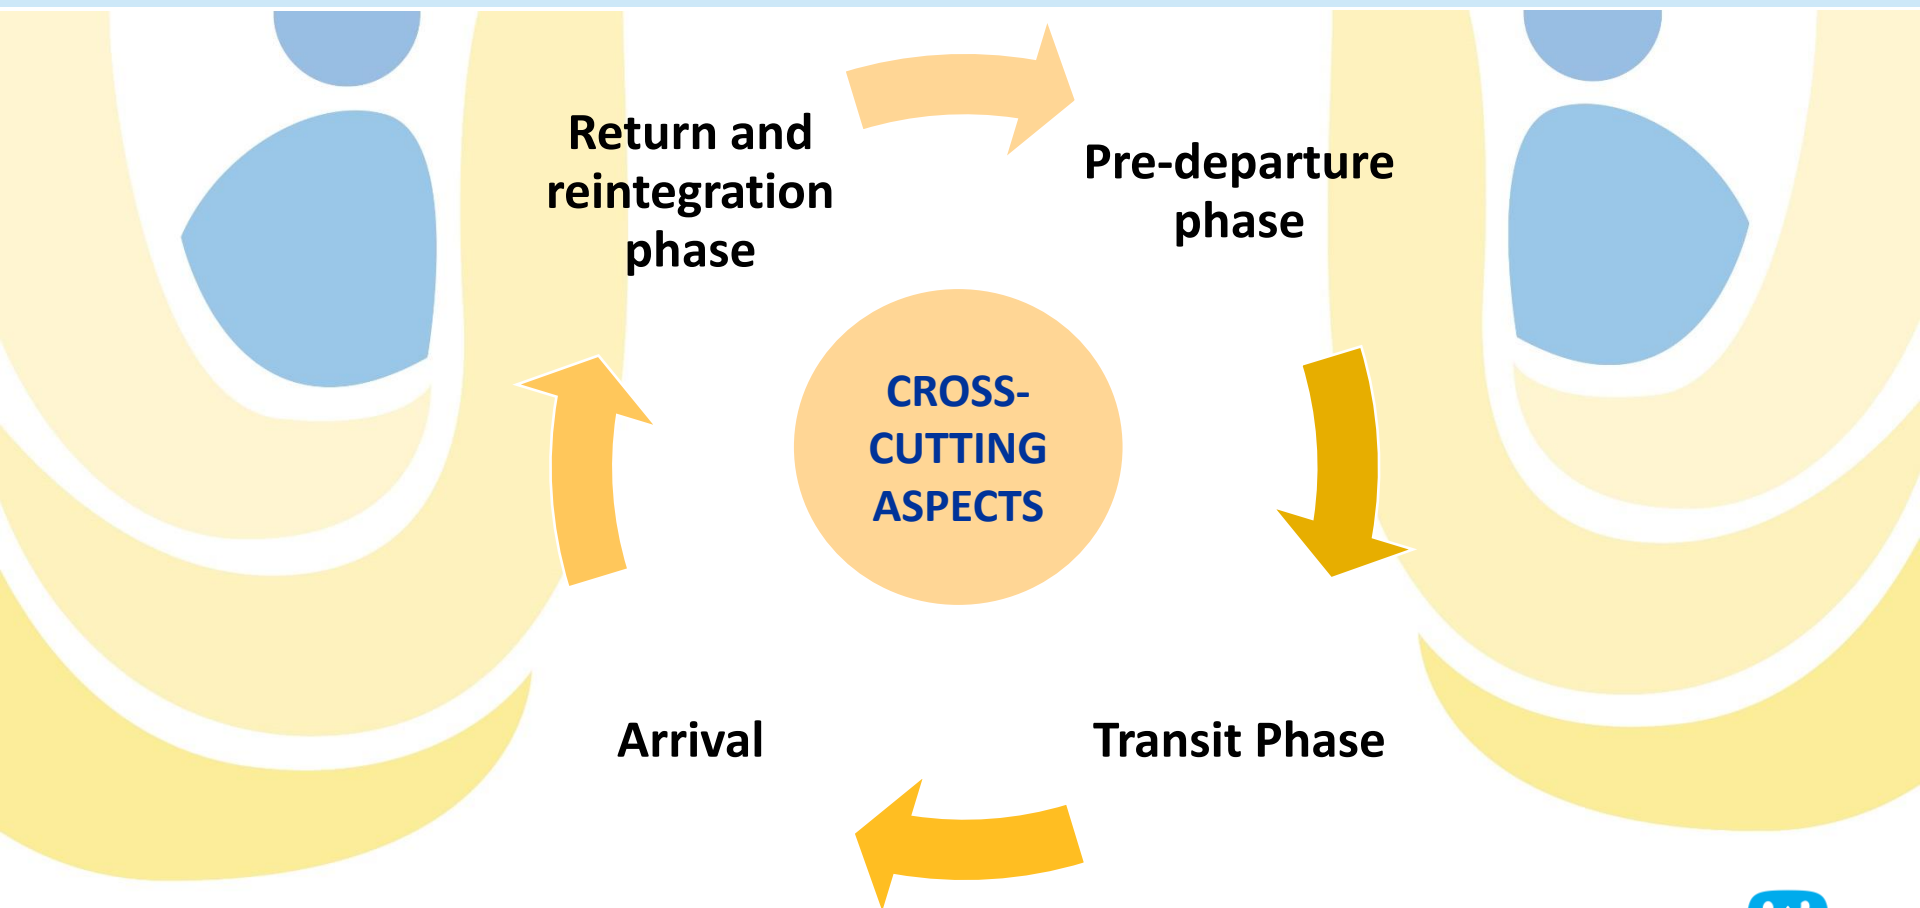 Return and
reintegration
phase
Pre-departure
phase
CROSS-
CUTTING
ASPECTS
Arrival
Transit Phase